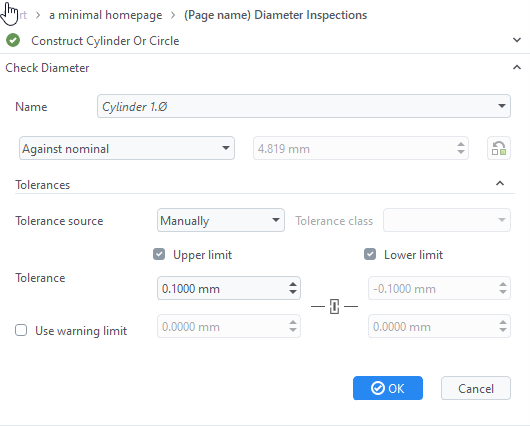 a minimal homepage > (Page name) Diameter Inspections
Construct Cylinder Or Circle
Check Diameter
Name Cylinder 1.Ø
Against nominal 4.819 mm
Tolerances
Tolerance source Manually Tolerance class
Upper limit Lower limit
Tolerance 0.1000 mm -0.1000 mm
Use warning limit 0.0000 mm 0.0000 mm
OK Cancel